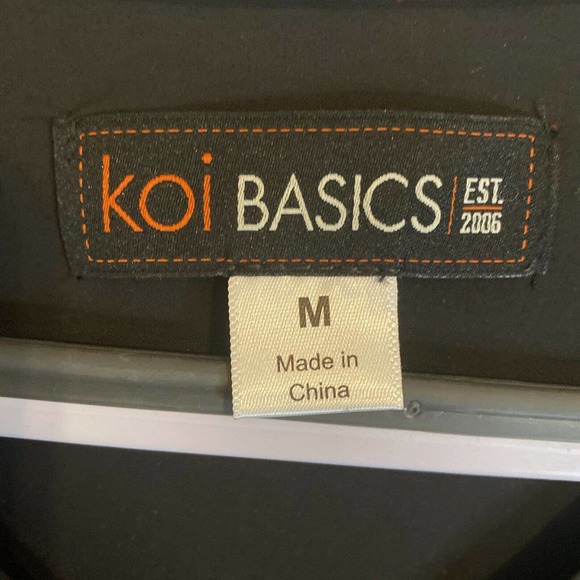 koi BASICS EST. 2006
M
Made in
China